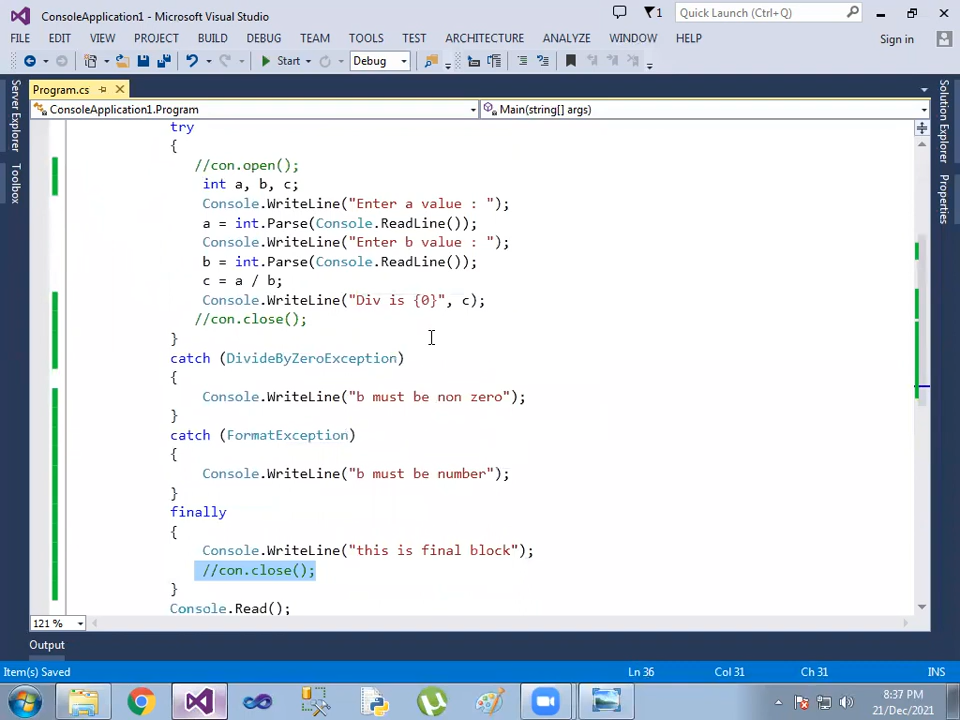 ConsoleApplication1 - Microsoft Visual Studio
1
Quick Launch (Ctrl+Q)
FILE EDIT VIEW PROJECT BUILD DEBUG TEAM TOOLS TEST ARCHITECTURE ANALYZE WINDOW HELP
Sign in
Start
Debug
Program.cs
Server Explorer
Toolbox
Solution Explorer
Properties
ConsoleApplication1.Program
Main(string[] args)
try
{
//con.open();
int a, b, c;
Console.WriteLine("Enter a value : ");
a = int.Parse(Console.ReadLine());
Console.WriteLine("Enter b value : ");
b = int.Parse(Console.ReadLine());
c = a / b;
Console.WriteLine("Div is {0}", c);
//con.close();
}
catch (DivideByZeroException)
{
Console.WriteLine("b must be non zero");
}
catch (FormatException)
{
Console.WriteLine("b must be number");
}
finally
{
Console.WriteLine("this is final block");
//con.close();
}
Console.Read();
121 %
Output
Item(s) Saved
Ln 36
Col 31
Ch 31
INS
8:37 PM
21/Dec/2021